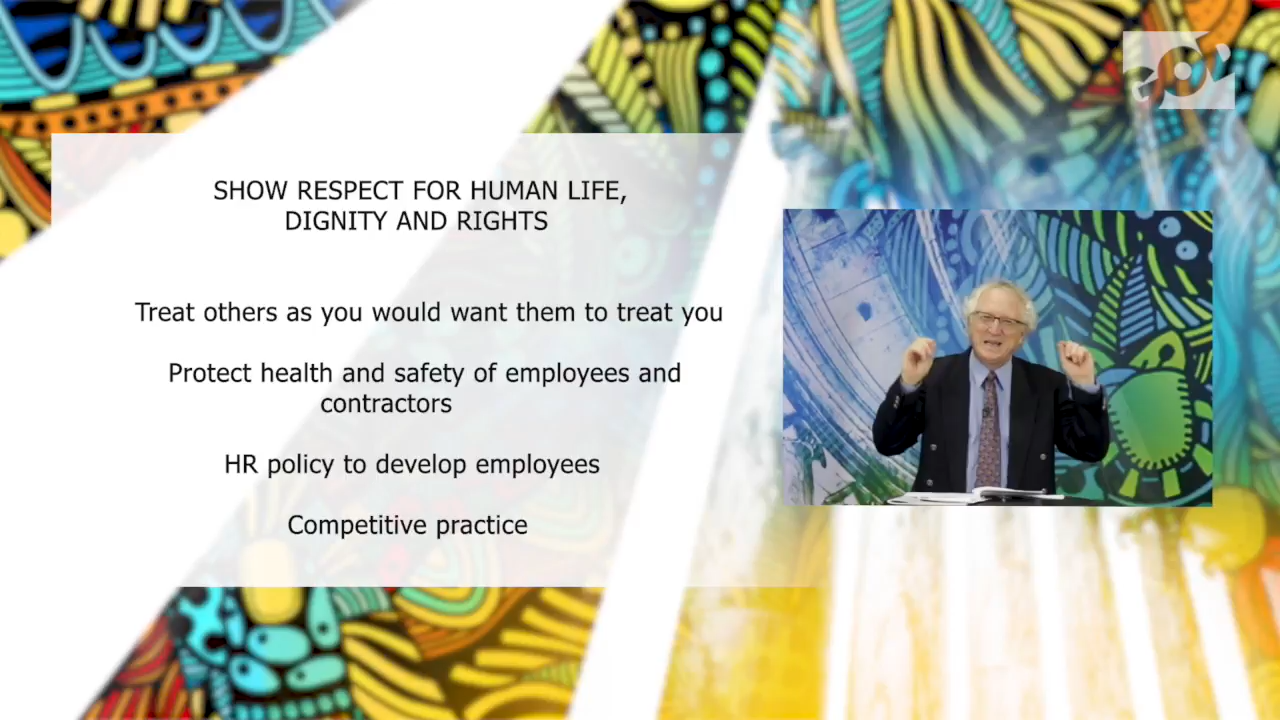 SHOW RESPECT FOR HUMAN LIFE,
DIGNITY AND RIGHTS
Treat others as you would want them to treat you
Protect health and safety of employees and
contractors
HR policy to develop employees
Competitive practice